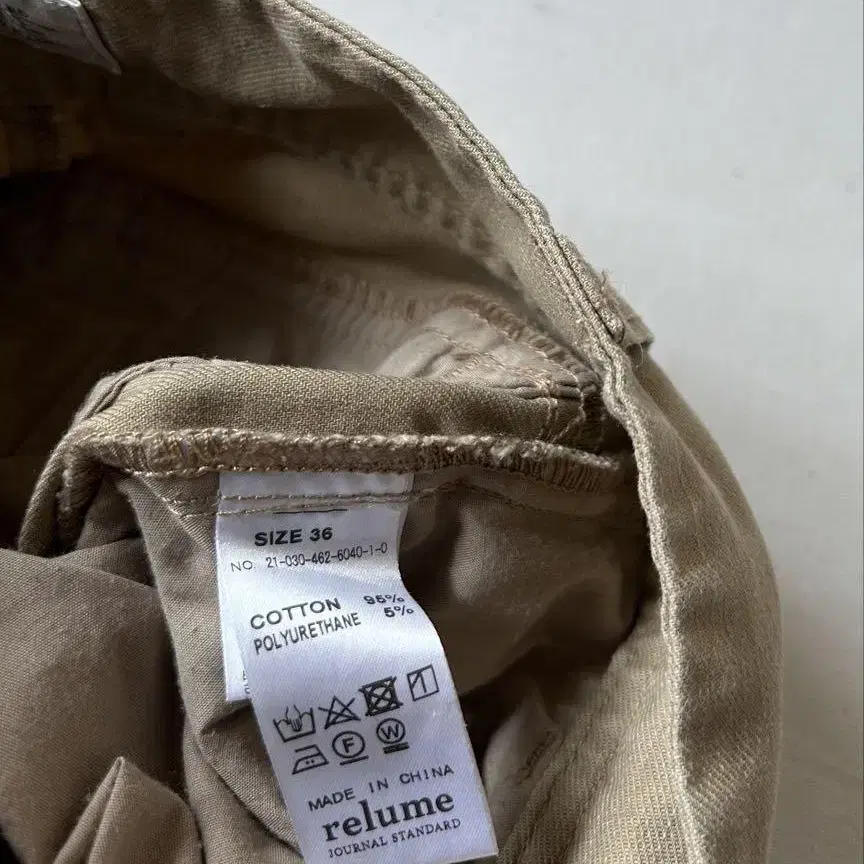 SIZE 36
NO. 21-030-462-6040-1-0
COTTON 95%
POLYURETHANE 5%
F W
MADE IN CHINA
relume
JOURNAL STANDARD